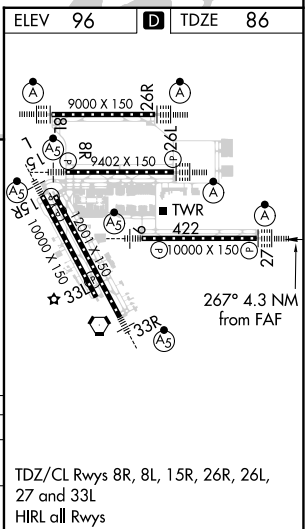 ELEV 96 D TDZE 86
A A
9000 X 150
8L 26R
A5
L
15 8R P 9402 X 150 P 26L
A5 A
15R
A5 TWR A
9 422
P 10000 X 150 P
27
12001 X 150
10000 X 150
33L
33R
A5
267° 4.3 NM
from FAF
TDZ/CL Rwys 8R, 8L, 15R, 26R, 26L,
27 and 33L
HIRL all Rwys